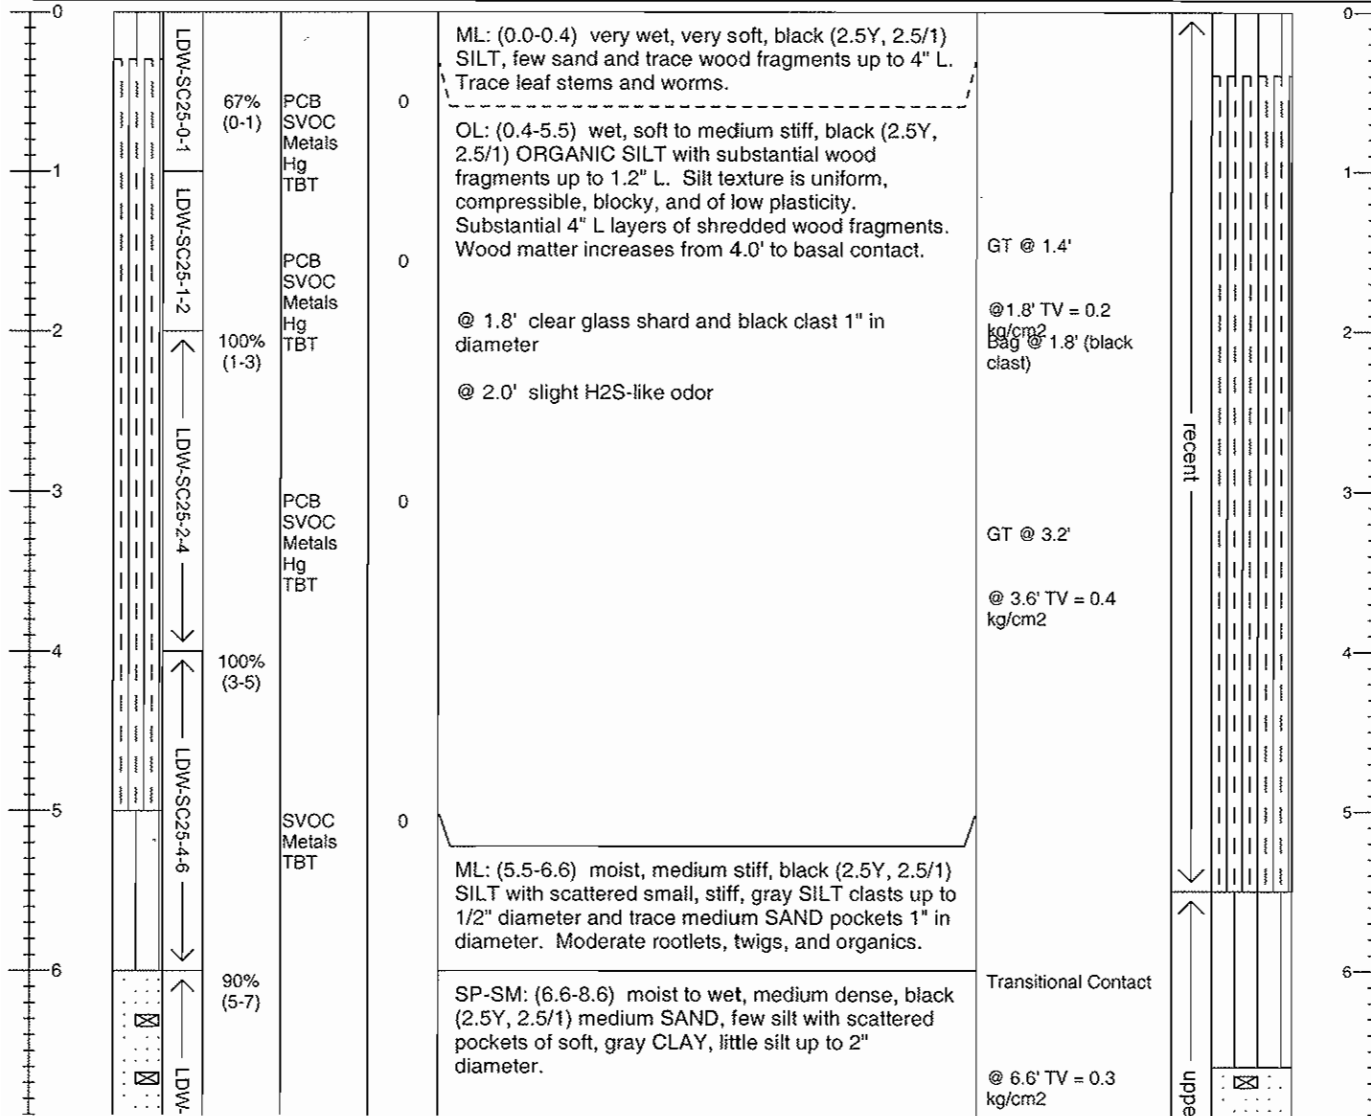 0
1
2
3
4
5
6
LDW-SC25-0-1
LDW-SC25-1-2
LDW-SC25-2-4
LDW-SC25-4-6
LDW-
67%
(0-1)
100%
(1-3)
100%
(3-5)
90%
(5-7)
PCB
SVOC
Metals
Hg
TBT
PCB
SVOC
Metals
Hg
TBT
PCB
SVOC
Metals
Hg
TBT
SVOC
Metals
TBT
0
0
0
0
ML: (0.0-0.4) very wet, very soft, black (2.5Y, 2.5/1)
SILT, few sand and trace wood fragments up to 4" L.
Trace leaf stems and worms.
OL: (0.4-5.5) wet, soft to medium stiff, black (2.5Y,
2.5/1) ORGANIC SILT with substantial wood
fragments up to 1.2" L. Silt texture is uniform,
compressible, blocky, and of low plasticity.
Substantial 4" L layers of shredded wood fragments.
Wood matter increases from 4.0' to basal contact.
@ 1.8' clear glass shard and black clast 1" in
diameter
@ 2.0' slight H2S-like odor
ML: (5.5-6.6) moist, medium stiff, black (2.5Y, 2.5/1)
SILT with scattered small, stiff, gray SILT clasts up to
1/2" diameter and trace medium SAND pockets 1" in
diameter. Moderate rootlets, twigs, and organics.
SP-SM: (6.6-8.6) moist to wet, medium dense, black
(2.5Y, 2.5/1) medium SAND, few silt with scattered
pockets of soft, gray CLAY, little silt up to 2"
diameter.
GT @ 1.4'
@1.8' TV = 0.2
kg/cm2
Bag @ 1.8' (black
clast)
GT @ 3.2'
@ 3.6' TV = 0.4
kg/cm2
Transitional Contact
@ 6.6' TV = 0.3
kg/cm2
recent
uppe
0
1
2
3
4
5
6